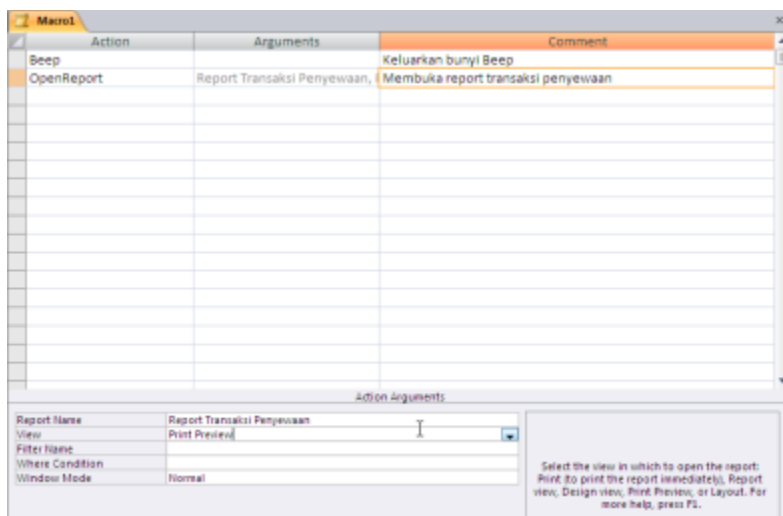 Macro1
Action Arguments Comment
Beep Keluarkan bunyi Beep
OpenReport Report Transaksi Penyewaan, Membuka report transaksi penyewaan
Action Arguments
Report Name Report Transaksi Penyewaan
View Print Preview
Filter Name
Where Condition
Window Mode Normal
Select the view in which to open the report:
Print (to print the report immediately), Report
view, Design view, Print Preview, or Layout. For
more help, press F1.